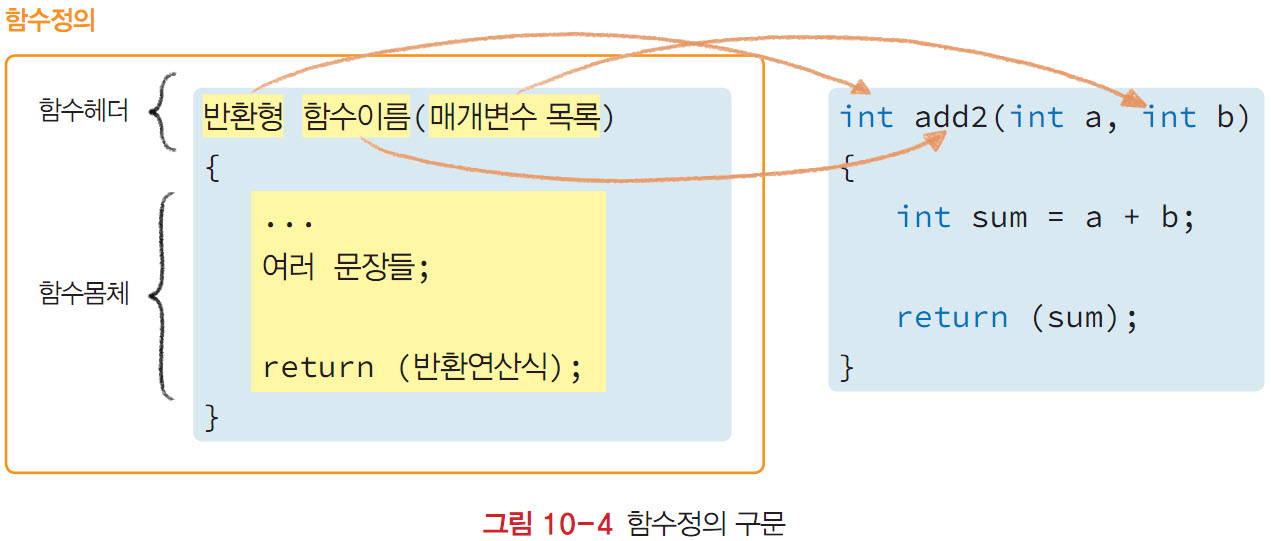 함수정의
함수헤더
반환형 함수이름(매개변수 목록)
{
함수몸체
...
여러 문장들;
return (반환연산식);
}
int add2(int a, int b)
{
int sum = a + b;
return (sum);
}
그림 10-4 함수정의 구문